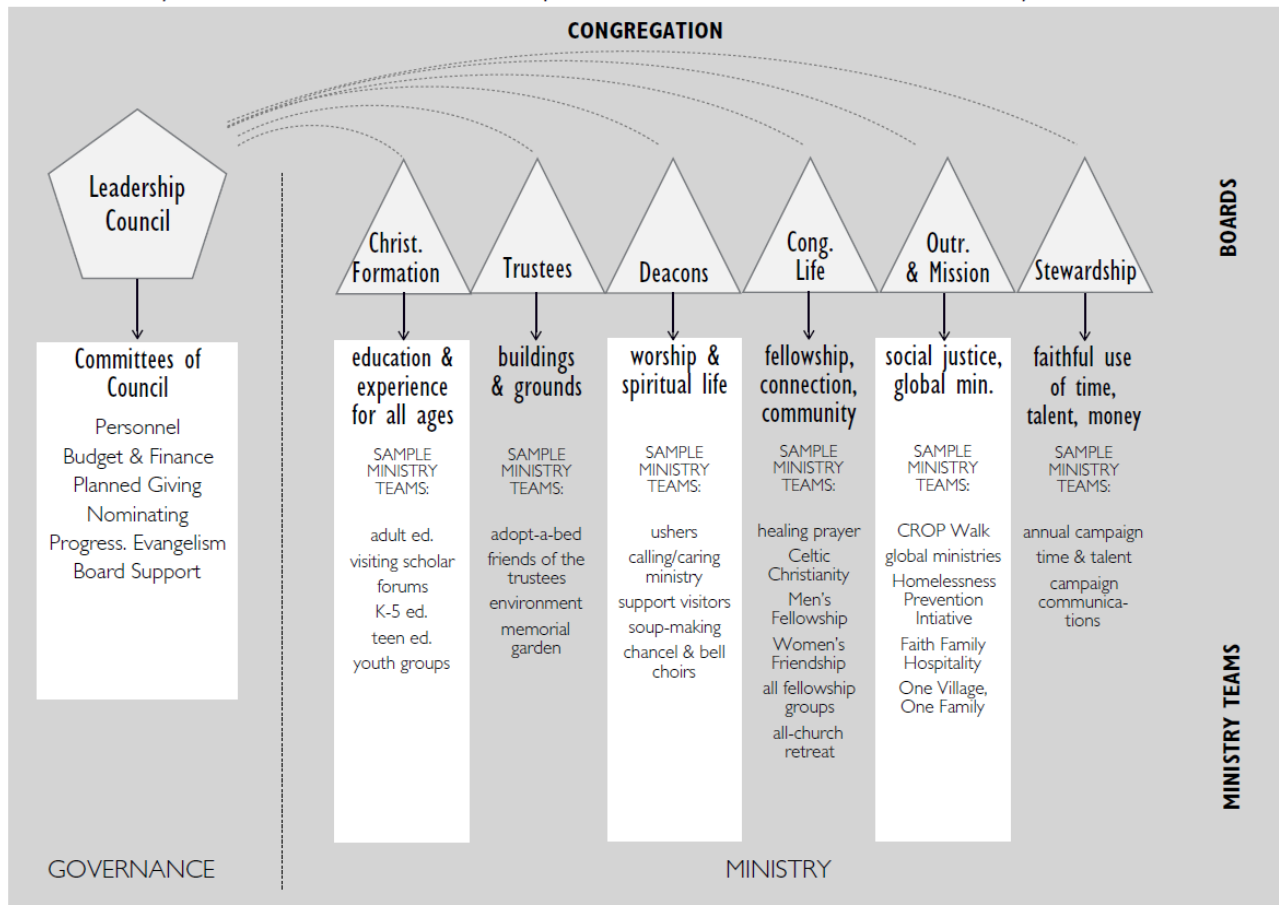 CONGREGATION
Leadership
Council
Christ.
Formation
Trustees
Deacons
Cong.
Life
Outr.
& Mission
Stewardship
BOARDS
Committees of
Council
Personnel
Budget & Finance
Planned Giving
Nominating
Progress. Evangelism
Board Support
education &
experience
for all ages
SAMPLE
MINISTRY
TEAMS:
adult ed.
visiting scholar
forums
K-5 ed.
teen ed.
youth groups
buildings
& grounds
SAMPLE
MINISTRY
TEAMS:
adopt-a-bed
friends of the
trustees
environment
memorial
garden
worship &
spiritual life
SAMPLE
MINISTRY
TEAMS:
ushers
calling/caring
ministry
support visitors
soup-making
chancel & bell
choirs
fellowship,
connection,
community
SAMPLE
MINISTRY
TEAMS:
healing prayer
Celtic
Christianity
Men's
Fellowship
Women's
Friendship
all fellowship
groups
all-church
retreat
social justice,
global min.
SAMPLE
MINISTRY
TEAMS:
CROP Walk
global ministries
Homelessness
Prevention
Intiative
Faith Family
Hospitality
One Village,
One Family
faithful use
of time,
talent, money
SAMPLE
MINISTRY
TEAMS:
annual campaign
time & talent
campaign
communica-
tions
MINISTRY TEAMS
GOVERNANCE
MINISTRY